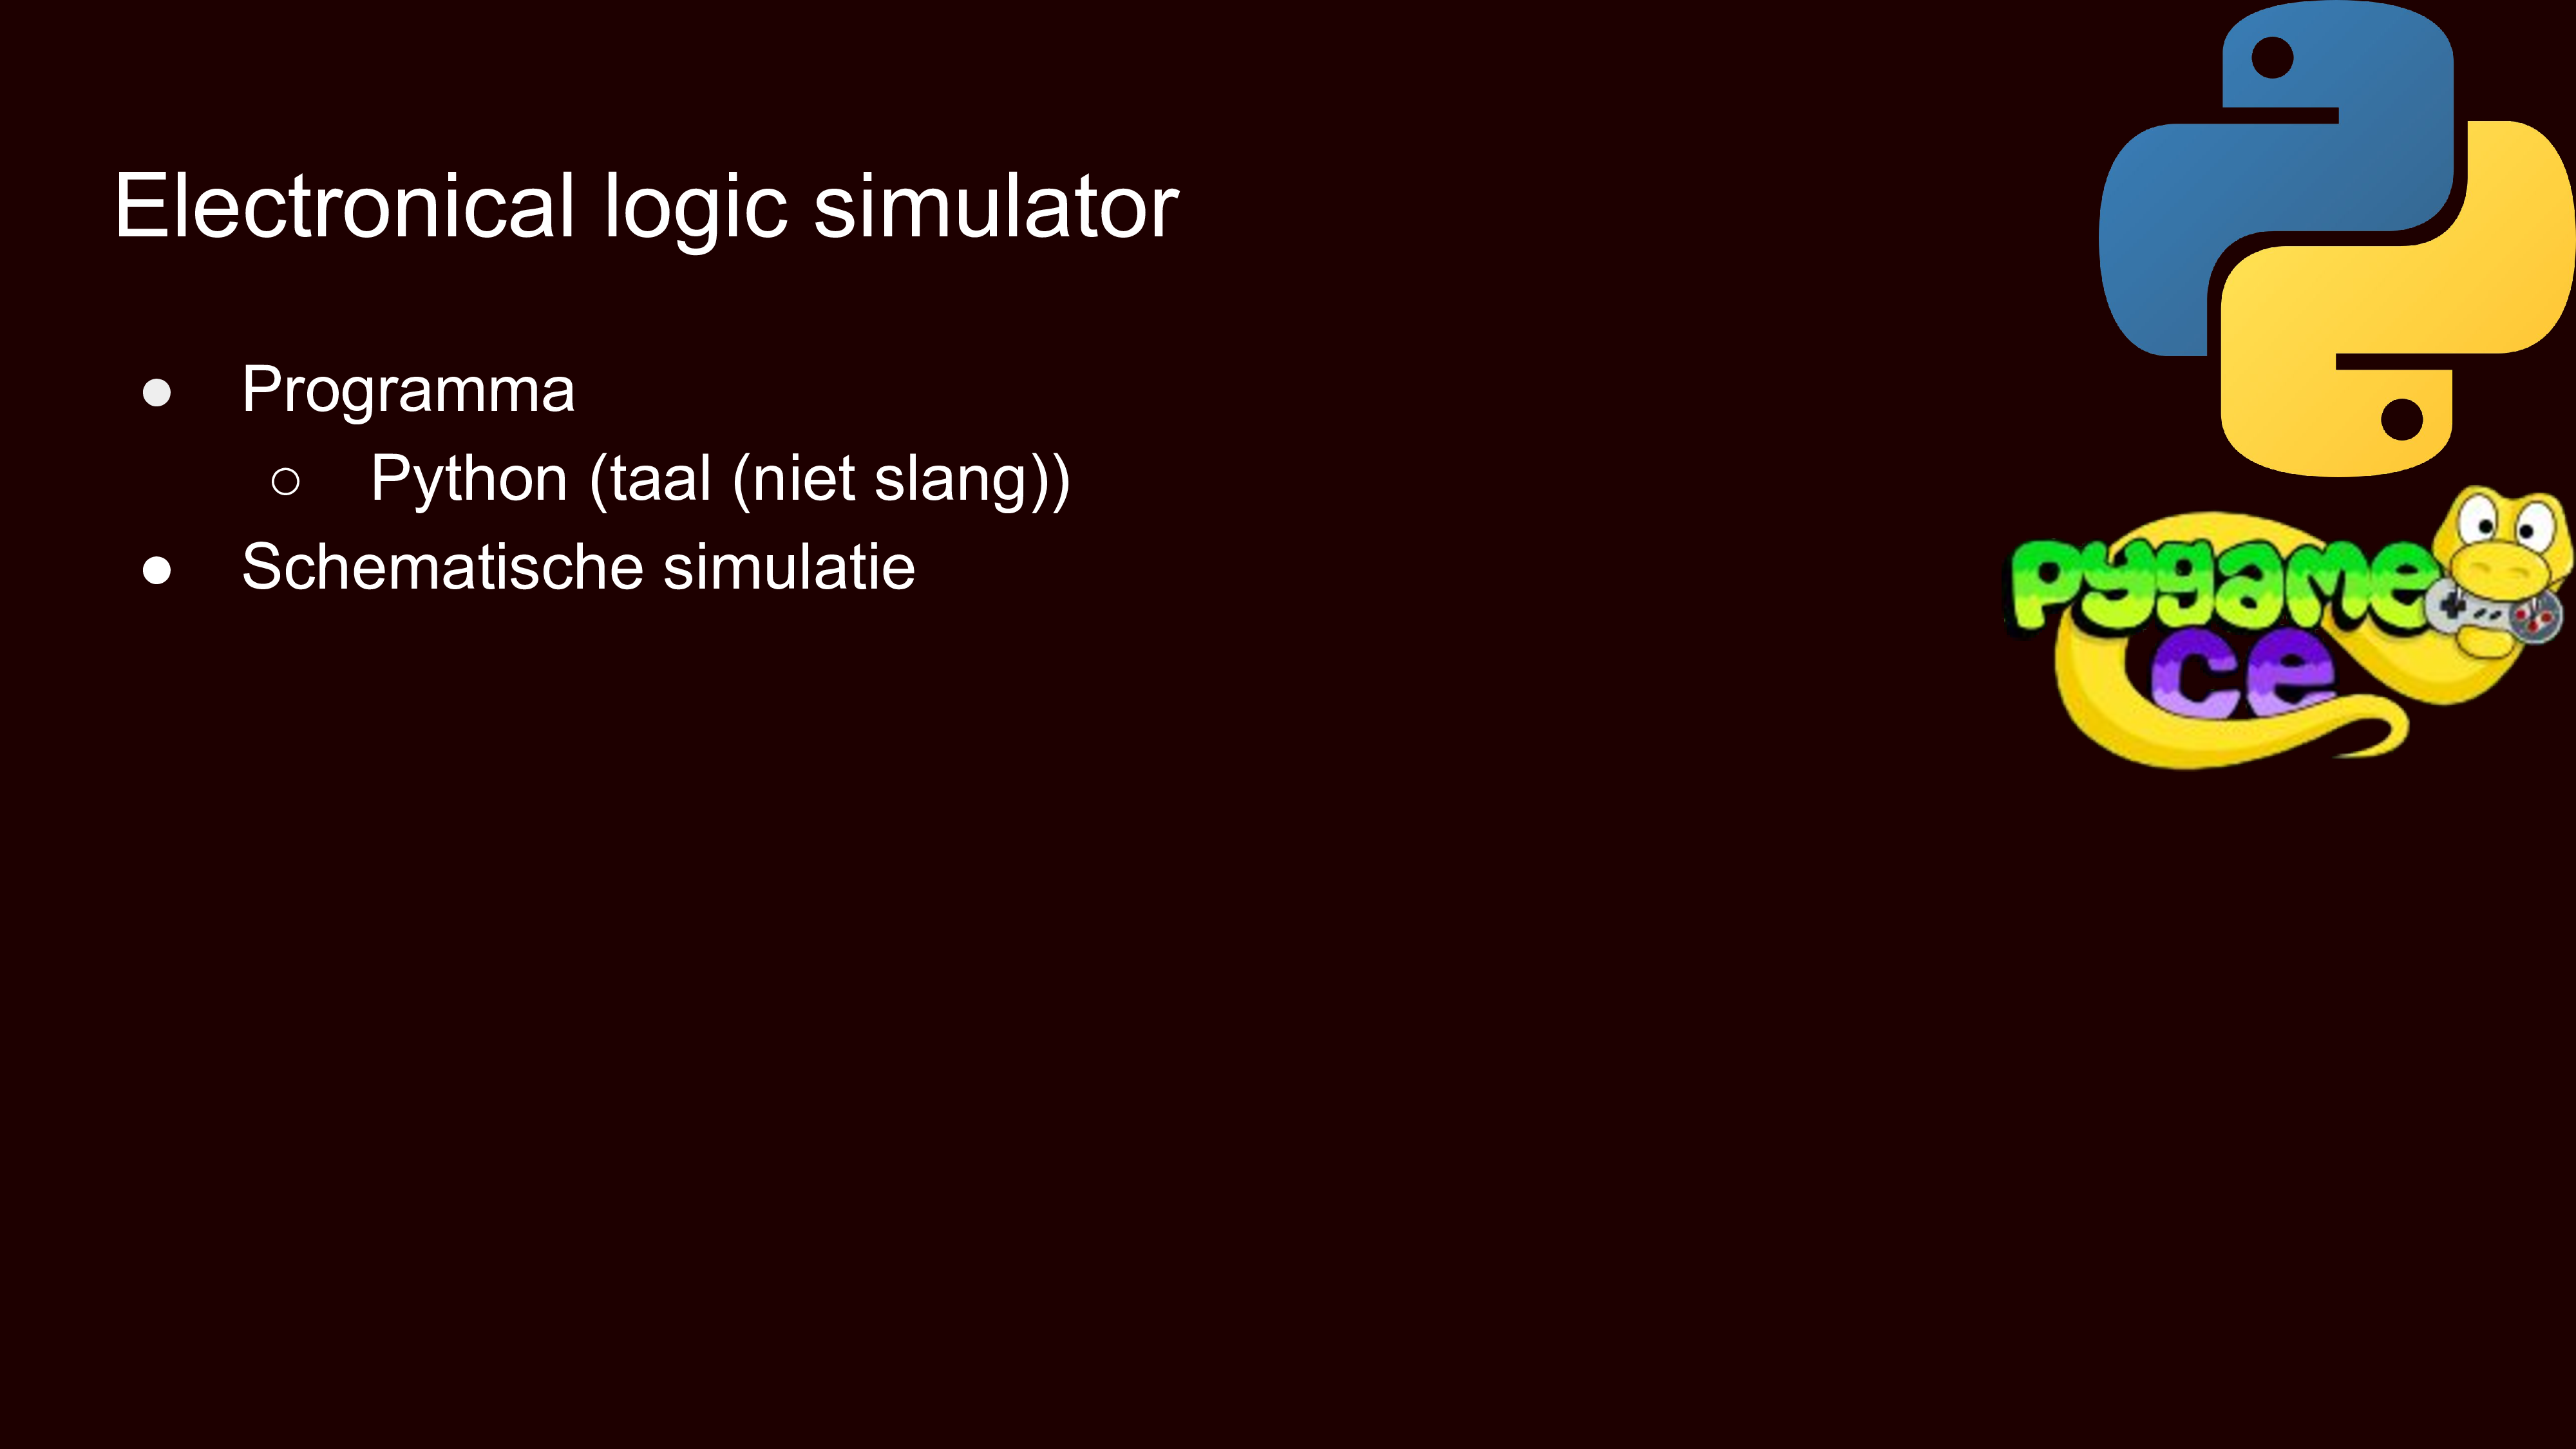 Electronical logic simulator
● Programma
○ Python (taal (niet slang))
● Schematische simulatie
pygame
ce